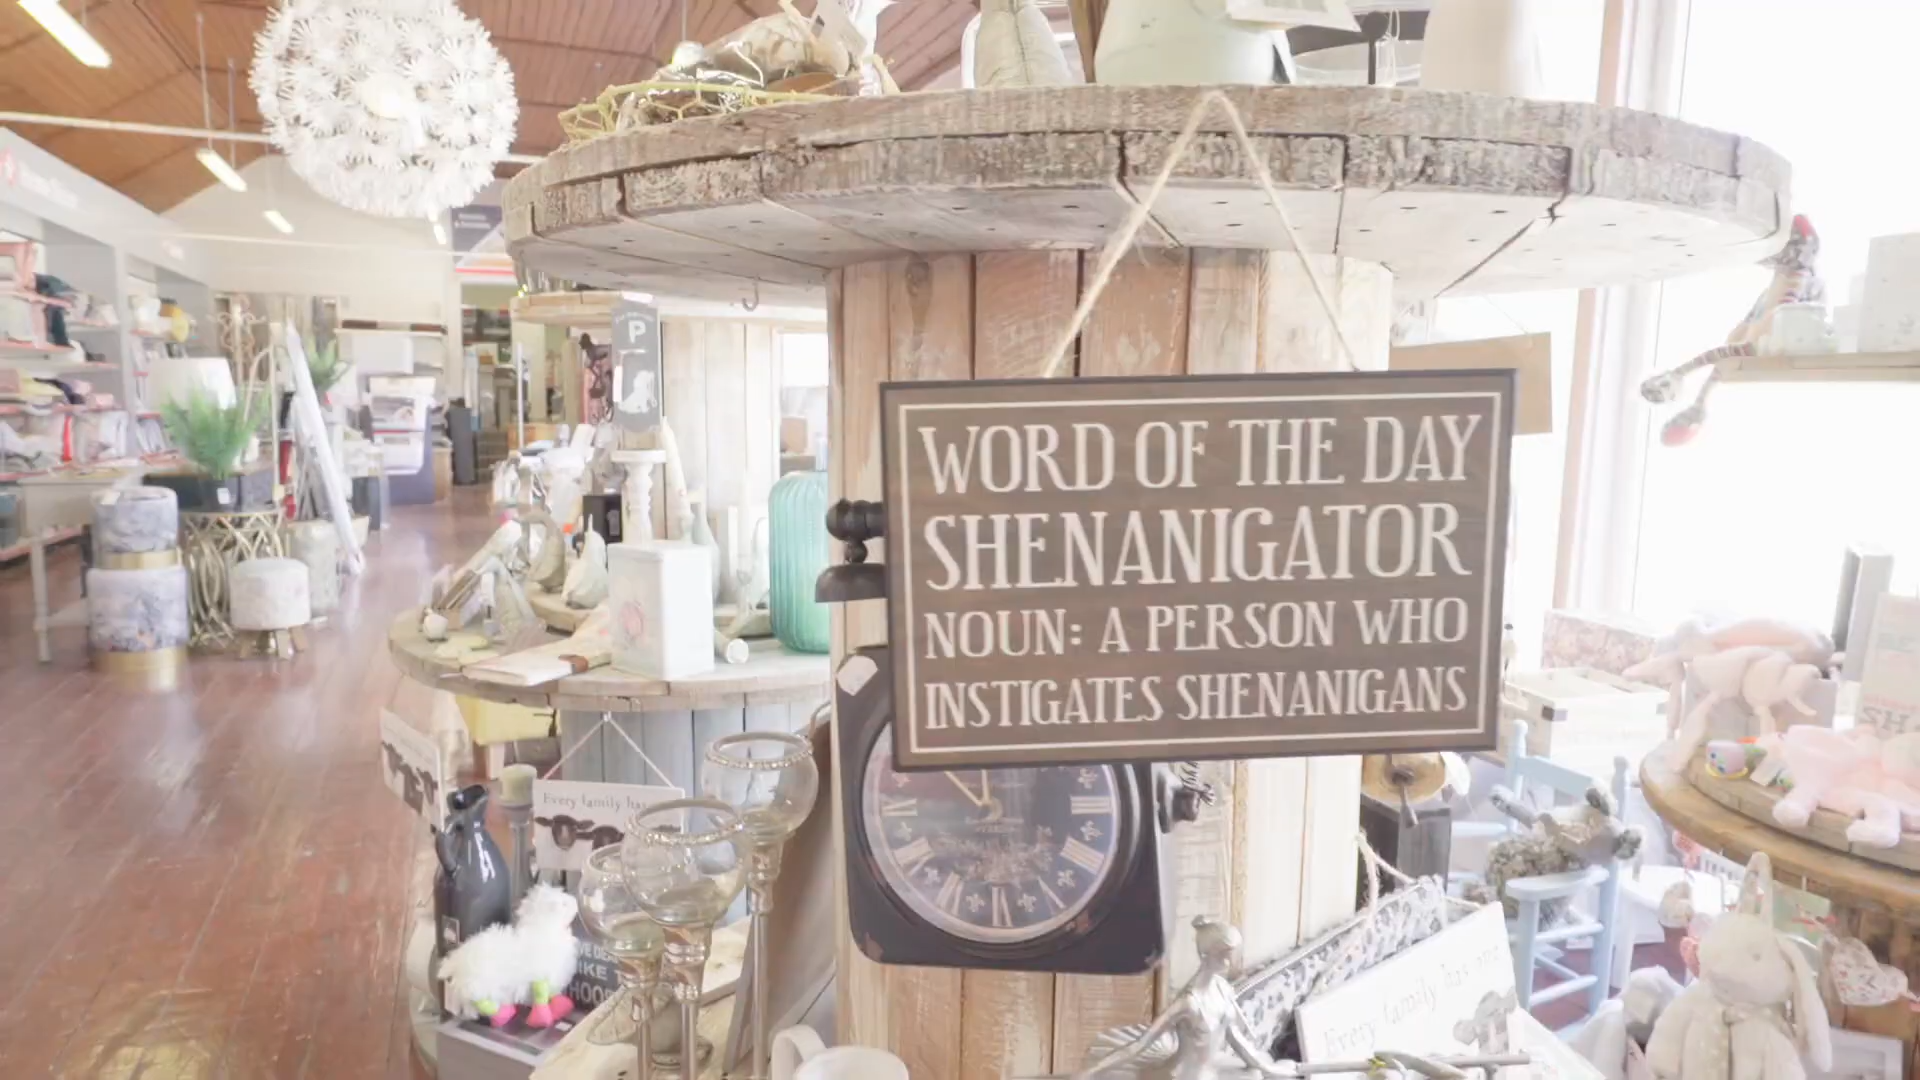 P
WORD OF THE DAY
SHENANIGATOR
NOUN: A PERSON WHO
INSTIGATES SHENANIGANS
Every family has
Every family has one